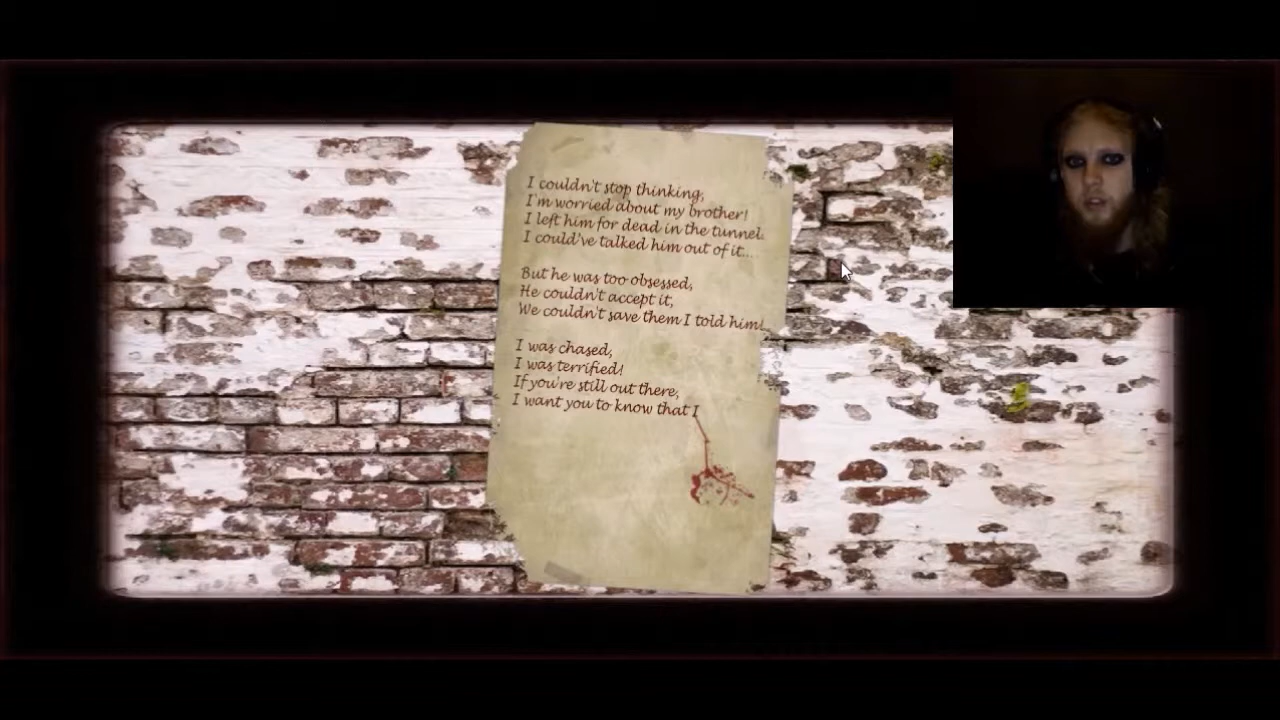 I couldn't stop thinking,
I'm worried about my brother!
I left him for dead in the tunnel.
I could've talked him out of it...
But he was too obsessed,
He couldn't accept it,
We couldn't save them I told him!..
I was chased,
I was terrified!
If you're still out there,
I want you to know that I